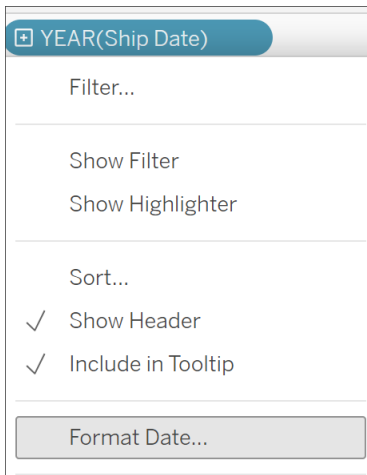 YEAR(Ship Date)
Filter...
Show Filter
Show Highlighter
Sort...
Show Header
Include in Tooltip
Format Date...